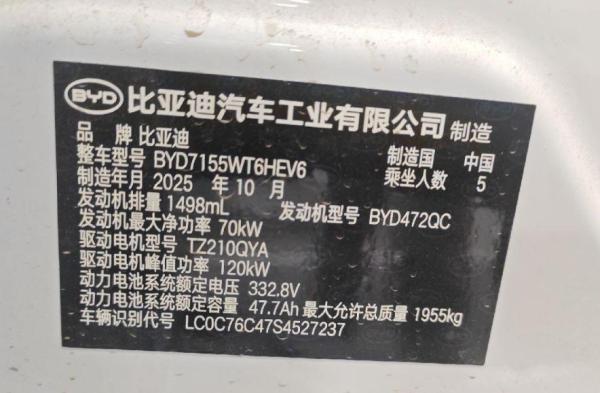 BYD 比亚迪汽车工业有限公司 制造
品 牌 比亚迪
整车型号 BYD7155WT6HEV6 制造国 中国
制造年月 2025 年 10 月 乘坐人数 5
发动机排量 1498mL 发动机型号 BYD472QC
发动机最大净功率 70kW
驱动电机型号 TZ210QYA
驱动电机峰值功率 120kW
动力电池系统额定电压 332.8V
动力电池系统额定容量 47.7Ah 最大允许总质量 1955kg
车辆识别代号 LC0C76C47S4527237